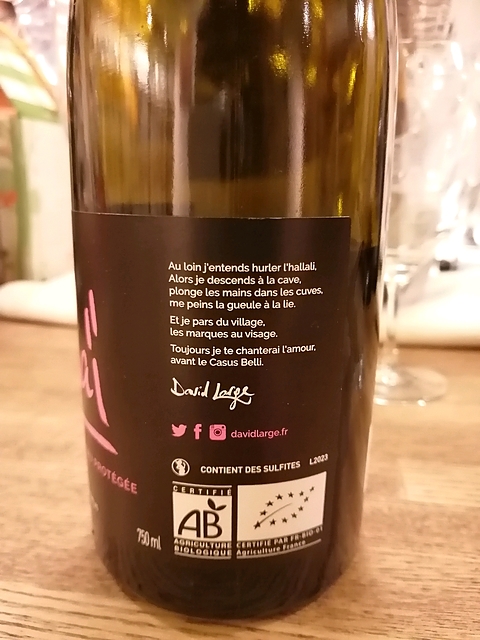 Au loin j'entends hurler l'hallali,
Alors je descends à la cave,
plonge les mains dans les cuves,
me peins la gueule à la lie.
Et je pars du village,
les marques au visage.
Toujours je te chanterai l'amour,
avant le Casus Belli.
David Large
davidlarge.fr
PROTÉGÉE
CONTIENT DES SULFITES L2023
750 ml
CERTIFIÉ
AB
AGRICULTURE
BIOLOGIQUE
CERTIFIÉ PAR FR-BIO-01
Agriculture France